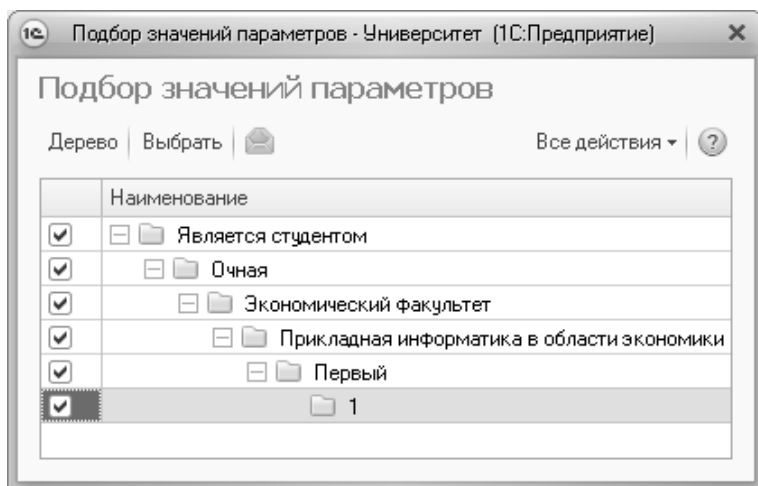 1С Подбор значений параметров - Университет (1С:Предприятие)
Подбор значений параметров
Дерево Выбрать Все действия ?
Наименование
Является студентом
Очная
Экономический факультет
Прикладная информатика в области экономики
Первый
1